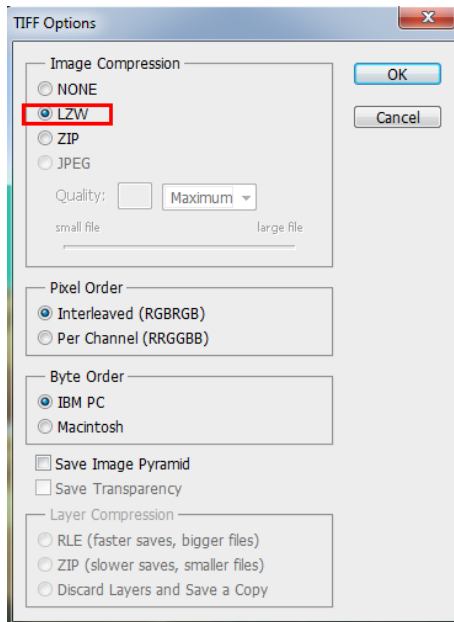 TIFF Options
x
Image Compression
OK
NONE
LZW
Cancel
ZIP
JPEG
Quality: Maximum
small file large file
Pixel Order
Interleaved (RGBRGB)
Per Channel (RRGGBB)
Byte Order
IBM PC
Macintosh
Save Image Pyramid
Save Transparency
Layer Compression
RLE (faster saves, bigger files)
ZIP (slower saves, smaller files)
Discard Layers and Save a Copy